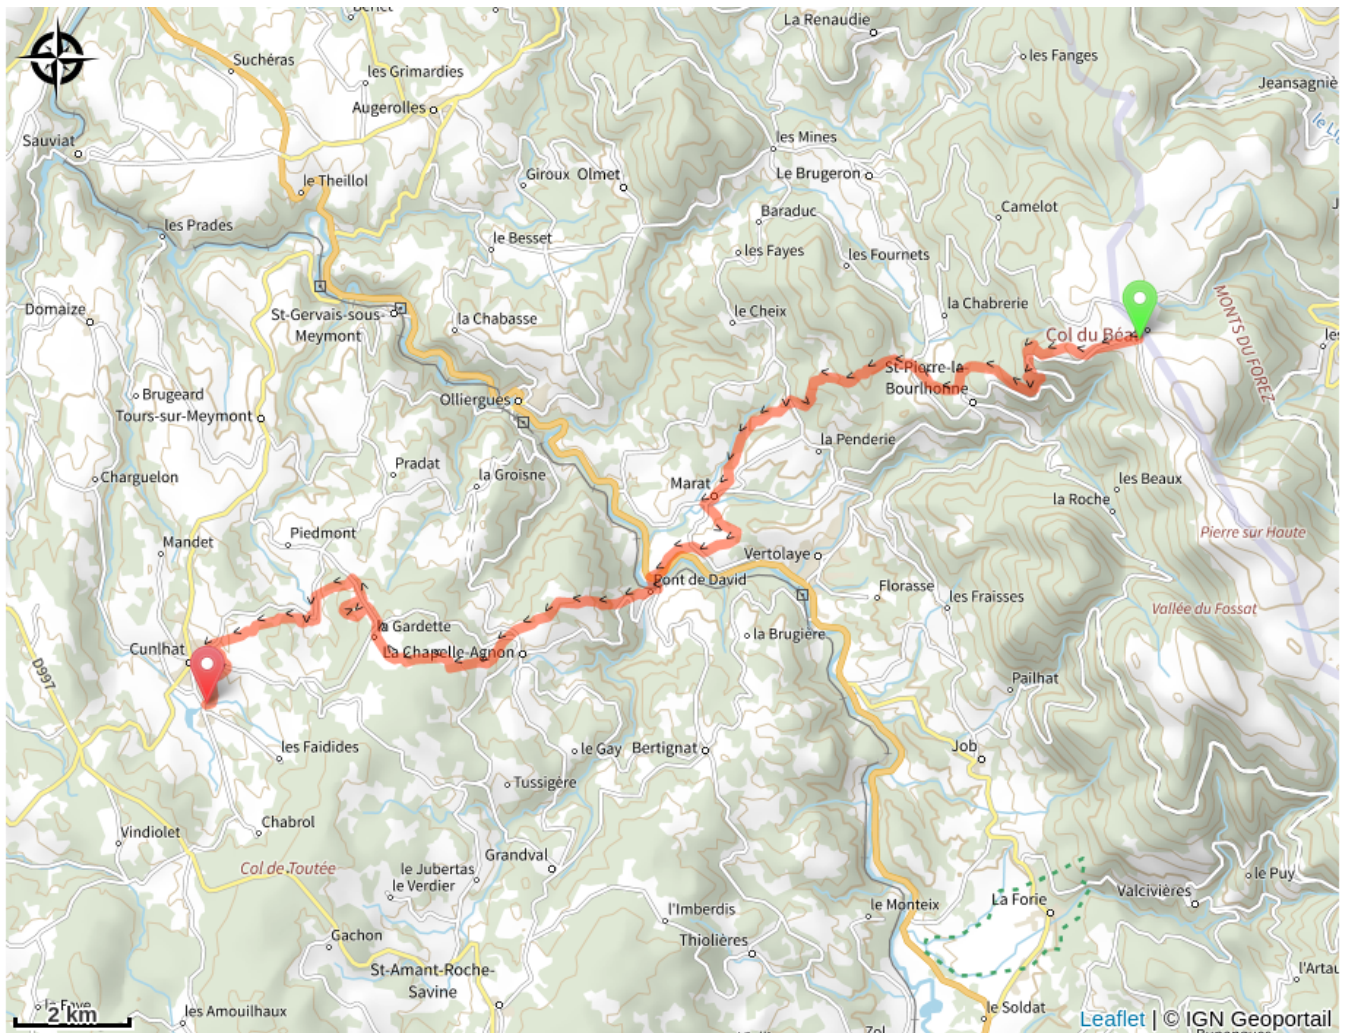 La Renaudie
Suchéras
les Grimardies
les Fanges
Jeansagniè
Augerolles
Sauviat
les Mines
Giroux
Olmet
Le Brugeron
le Theillol
Camelot
Baraduc
les Prades
le Besset
les Fayes
les Fournets
Domaize
St-Gervais-sous-
Meymont
la Chabasse
le Cheix
la Chabrerie
MONTS DU FOREZ
Col du Béal
St-Pierre-la-
Bourlhonne
Brugeard
Tours-sur-Meymont
Olliergues
la Penderie
Pradat
la Groisne
Charguelon
Marat
les Beaux
la Roche
Piedmont
Mandet
Pierre sur Haute
Vertolaye
Pont de David
Florasse
les Fraisses
Vallée du Fossat
la Gardette
la Brugière
Cunlhat
La Chapelle-Agnon
D997
Pailhat
les Faidides
le Gay
Bertignat
Job
Tussigère
Vindiolet
Chabrol
Grandval
Col de Toutée
le Jubertas
le Verdier
le Puy
Valcivières
La Forie
le Monteix
l'Imberdis
Thiolières
Gachon
St-Amant-Roche-
Savine
l'Artau
les Amouilhaux
le Soldat
2 km
Leaflet | © IGN Geoportail